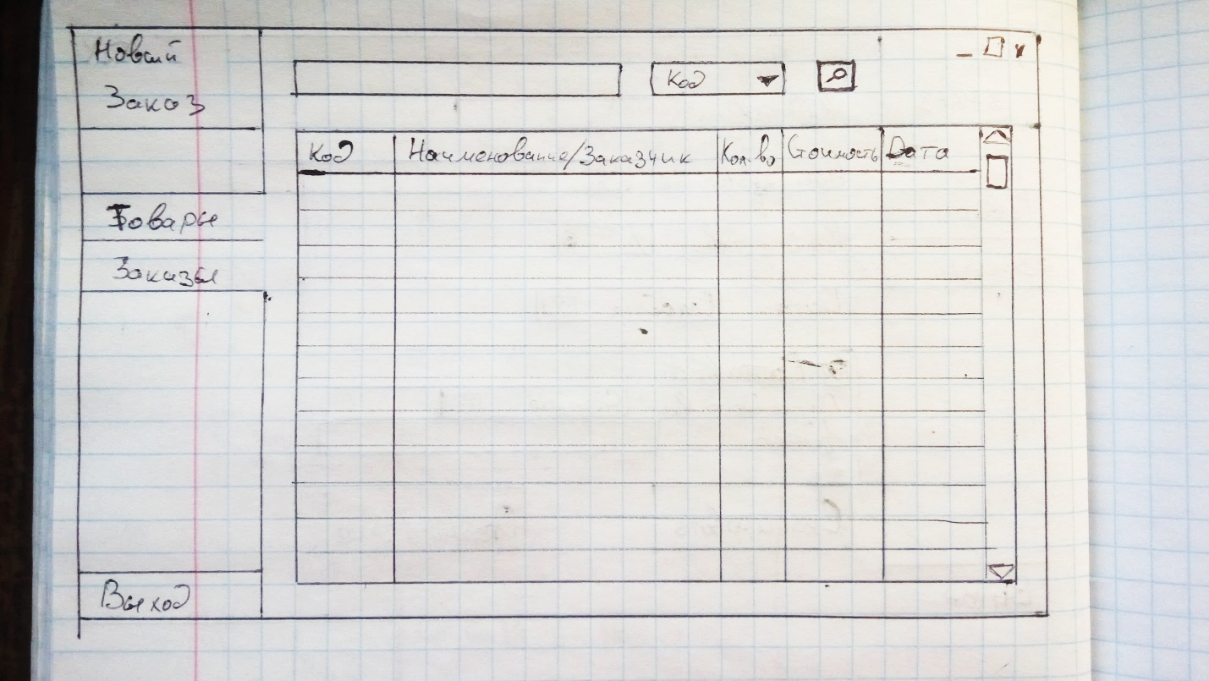 Новый
Заказ
Код
Код Наименование/Заказчик Кол.во Стоимость Дата
Товары
Заказы
Выход